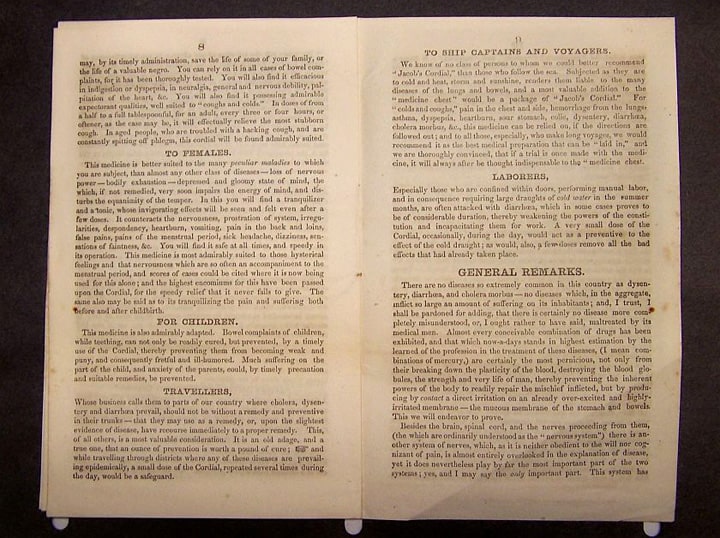 8
may, by its timely administration, save the life of some of your family, or
the life of a valuable negro. You can rely on it in all cases of bowel com-
plaints, for it has been thoroughly tested. You will also find it efficacious
in indigestion or dyspepsia, in neuralgia, general and nervous debility, pal-
pitation of the heart, &c. You will also find it possessing admirable
expectorant qualities, well suited to "coughs and colds." In doses from
a half to a full tablespoonful, for an adult, every three or four hours, or
oftener, as the case may be, it will effectually relieve the most stubborn
cough. In aged people, who are troubled with a hacking cough, and are
constantly spitting off phlegm, this cordial will be found admirably suited.
TO FEMALES.
This medicine is better suited to the many peculiar maladies to which
you are subject, than almost any other class of diseases—loss of nervous
power—bodily exhaustion—depressed and gloomy state of mind, the
which, if not remedied, very soon impairs the energy of mind, and dis-
turbs the equanimity of the temper. In this you will find a tranquilizer
and a tonic, whose invigorating effects will be seen and felt even after a
few doses. It counteracts the nervousness, prostration of system, irregu-
larities, despondency, heartburn, vomiting, pain in the back and loins,
false pains, pains of the menstrual period, sick headache, dizziness, sen-
sations of faintness, &c. You will find it safe at all times, and speedy in
its operation. This medicine is most admirably suited to those hysterical
feelings and that nervousness which are so often an accompaniment to the
menstrual period, and scores of cases could be cited where it is now being
used for this alone; and the highest encomiums for this have been passed
upon the Cordial, for the speedy relief that it never fails to give. The
same also may be said as to its tranquilizing the pain and suffering both
before and after childbirth.
FOR CHILDREN.
This medicine is also admirably adapted. Bowel complaints of children,
while teething, can not only be readily cured, but prevented, by a timely
use of the Cordial, thereby preventing them from becoming weak and
puny, and consequently fretful and ill-humored. Much suffering on the
part of the child, and anxiety of the parents, could, by timely precaution
and suitable remedies, be prevented.
TRAVELLERS,
Whose business calls them to parts of our country where cholera, dysen-
tery and diarrhœa prevail, should not be without a remedy and preventive
in their trunks—that they may use as a remedy, or, upon the slightest
evidence of disease, have recourse immediately to a proper remedy. This,
of all others, is a most valuable consideration. It is an old adage, and a
true one, that an ounce of prevention is worth a pound of cure; ☞ and
while travelling through districts where any of these diseases are prevail-
ing epidemically, a small dose of the Cordial, repeated several times during
the day, would be a safeguard.
9
TO SHIP CAPTAINS AND VOYAGERS.
We know of no class of persons to whom we could better recommend
"Jacob's Cordial," than those who follow the sea. Subjected as they are
to cold and heat, storm and sunshine, renders them liable to the many
diseases of the lungs and bowels, and a most valuable addition to the
"medicine chest" would be a package of "Jacob's Cordial." For
"colds and coughs," pain in the chest and side, hemorrhage from the lungs,
asthma, dyspepsia, heartburn, sour stomach, colic, dysentery, diarrhœa,
cholera morbus, &c., this medicine can be relied on, if the directions are
followed out; and to all those, especially, who make long voyages, we would
recommend it as the best medical preparation that can be "laid in," and
we are thoroughly convinced, that if a trial is once made with the medi-
cine, it will always after be thought indispensable to the "medicine chest.
LABORERS,
Especially those who are confined within doors, performing manual labor,
and in consequence requiring large draughts of cold water in the summer
months, are often attacked with diarrhœa, which in some cases proves to
be of considerable duration, thereby weakening the powers of the consti-
tution and incapacitating them for work. A very small dose of the
Cordial, occasionally, during the day, would act as a preventive to the
effect of the cold draught; as would, also, a few doses remove all the bad
effects that had already taken place.
GENERAL REMARKS.
There are no diseases so extremely common in this country as dysen-
tery, diarrhœa, and cholera morbus—no diseases which, in the aggregate,
inflict so large an amount of suffering on its inhabitants; and, I trust, I
shall be pardoned for adding, that there is certainly no disease more com-
pletely misunderstood, or, I ought rather to have said, maltreated by its
medical men. Almost every conceivable combination of drugs has been
exhibited, and that which now-a-days stands in highest estimation by the
learned of the profession in the treatment of these diseases, (I mean com-
binations of mercury,) are certainly the most pernicious, not only from
their breaking down the plasticity of the blood, destroying the blood glo-
bules, the strength and very life of man, thereby preventing the inherent
powers of the body to readily repair the mischief inflicted, but by produ-
cing by contact a direct irritation on an already over-excited and highly-
irritated membrane—the mucous membrane of the stomach and bowels.
This we will endeavor to prove.
Besides the brain, spinal cord, and the nerves proceeding from them,
(the which are ordinarily understood as the "nervous system") there is an-
other system of nerves, which, as it is neither obedient to the will nor cog-
nizant of pain, is almost entirely overlooked in the explanation of disease,
yet it does nevertheless play by far the most important part of the two
systems; yes, and I may say the only important part. This system has